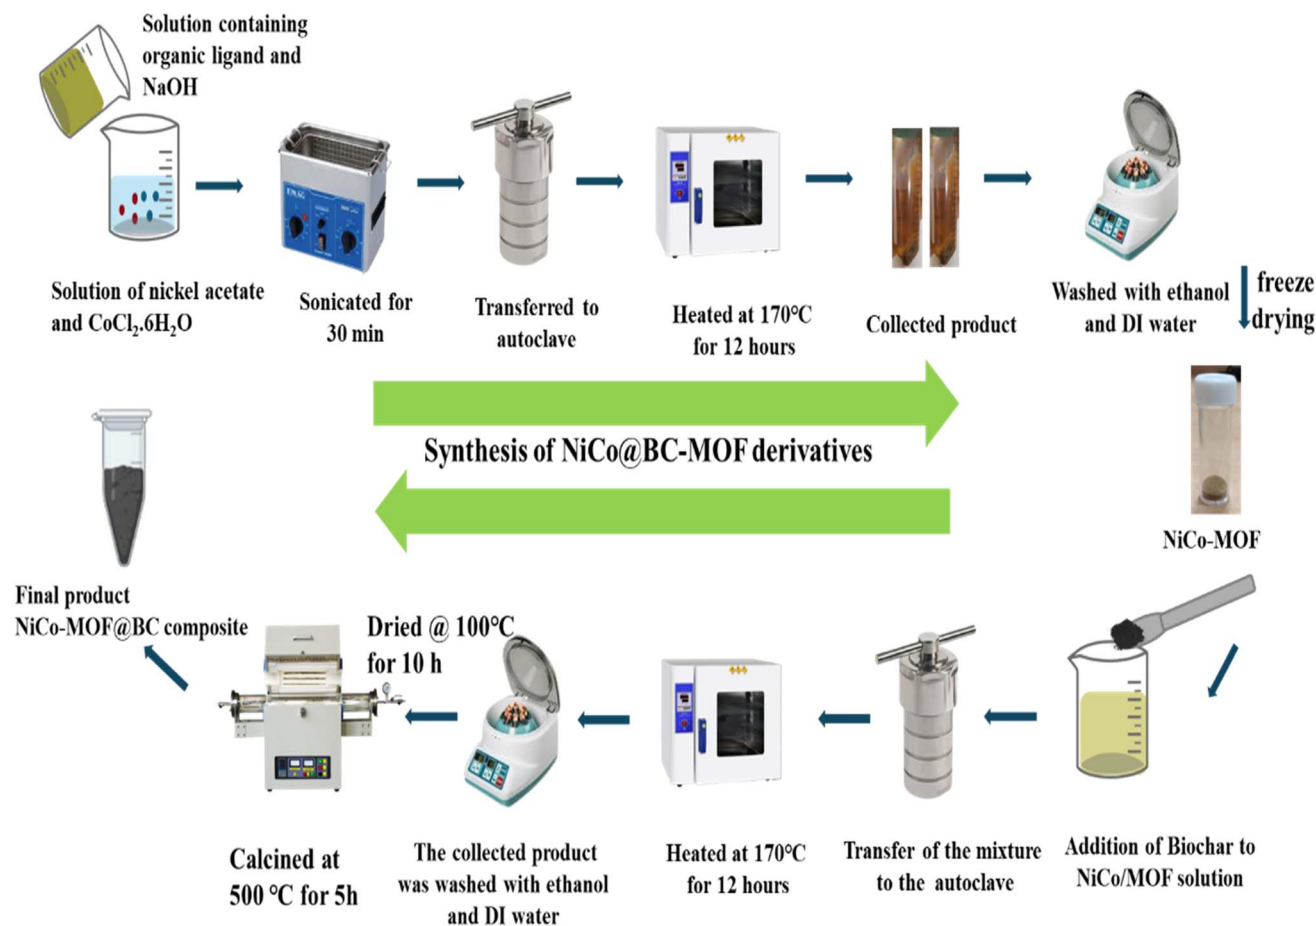 Solution containing
organic ligand and
NaOH
Solution of nickel acetate
and CoCl₂.6H₂O
Sonicated for
30 min
Transferred to
autoclave
Heated at 170°C
for 12 hours
Collected product
Washed with ethanol
and DI water
freeze
drying
Synthesis of NiCo@BC-MOF derivatives
NiCo-MOF
Addition of Biochar to
NiCo/MOF solution
Transfer of the mixture
to the autoclave
Heated at 170°C
for 12 hours
The collected product
was washed with ethanol
and DI water
Dried @ 100°C
for 10 h
Calcined at
500 °C for 5h
Final product
NiCo-MOF@BC composite